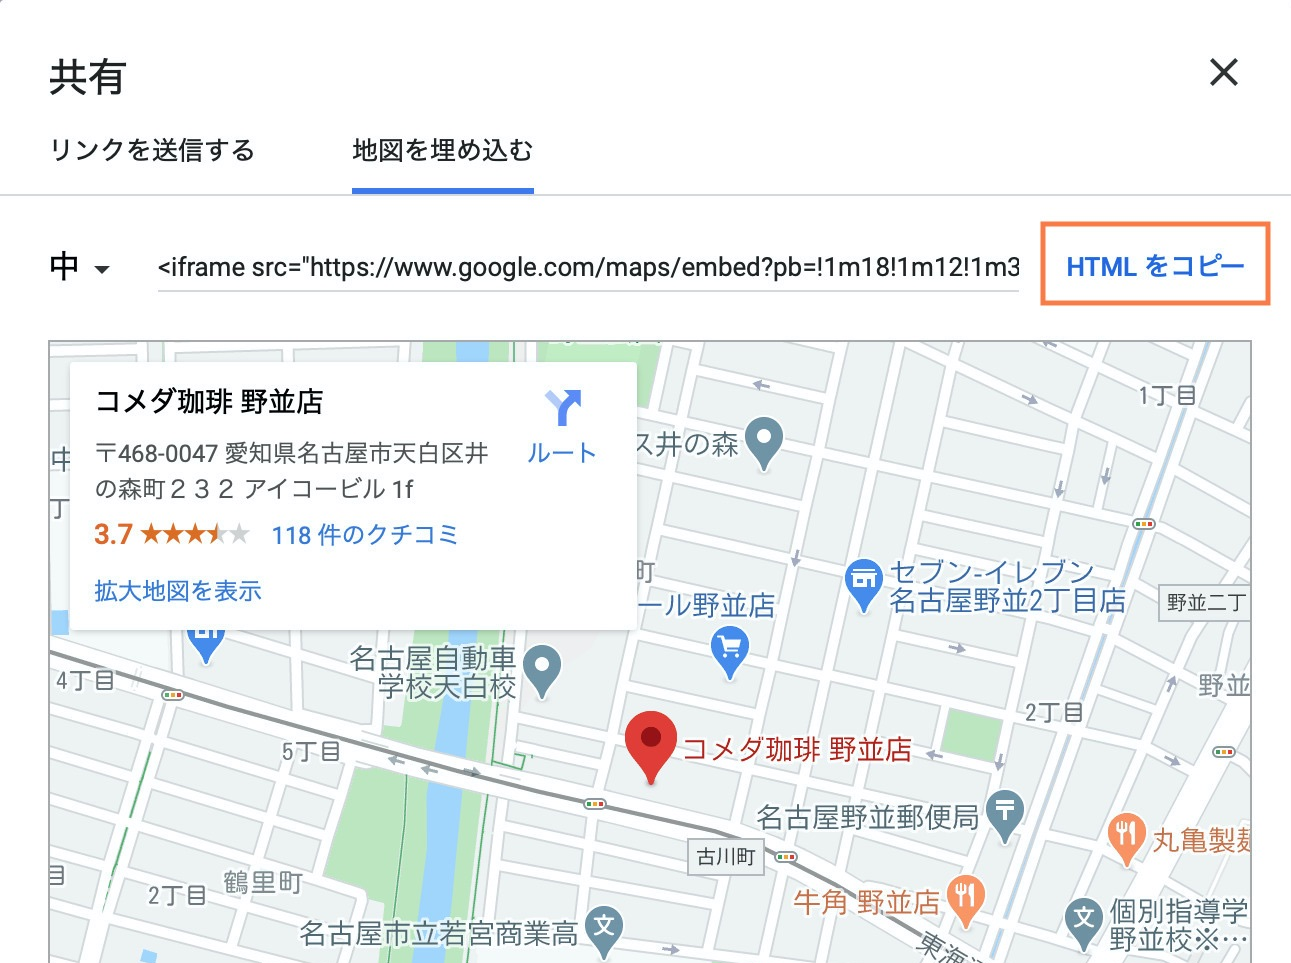 共有
リンクを送信する
地図を埋め込む
中
<iframe src="https://www.google.com/maps/embed?pb=!1m18!1m12!1m3
HTML をコピー
コメダ珈琲 野並店
〒468-0047 愛知県名古屋市天白区井
の森町２３２ アイコービル 1f
ルート
3.7
118 件のクチコミ
拡大地図を表示
1丁目
ス井の森
中
丁
町
セブン-イレブン
名古屋野並2丁目店
ール野並店
野並二丁
名古屋自動車
学校天白校
4丁目
野並
2丁目
5丁目
コメダ珈琲 野並店
名古屋野並郵便局
丸亀製麺
古川町
目
2丁目
鶴里町
牛角 野並店
個別指導学
野並校※…
名古屋市立若宮商業高
文
文
東海